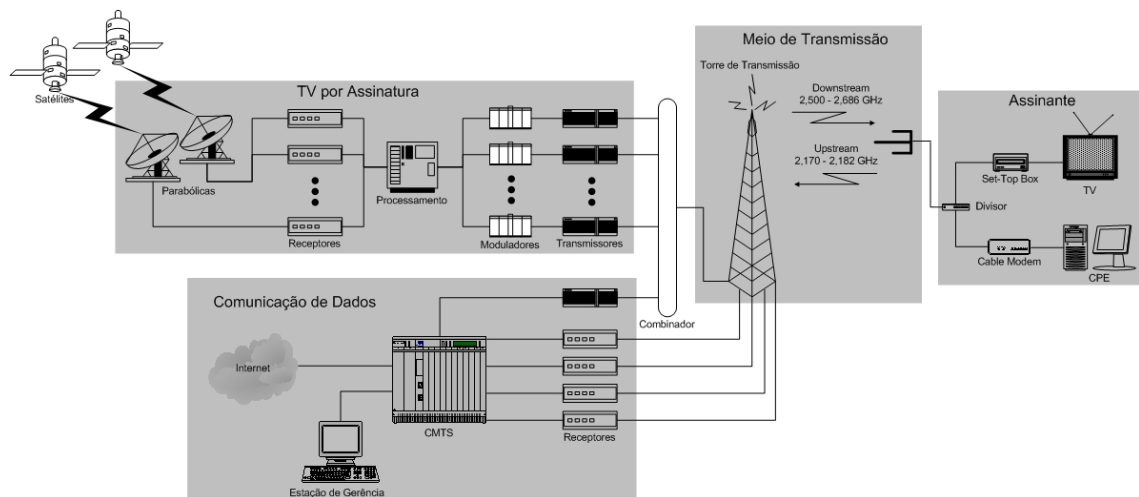 Satélites
TV por Assinatura
Parabólicas
Receptores
Processamento
Moduladores
Transmissores
Meio de Transmissão
Torre de Transmissão
Downstream
2,500 - 2,686 GHz
Upstream
2,170 - 2,182 GHz
Assinante
Set-Top Box
TV
Divisor
Cable Modem
CPE
Combinador
Comunicação de Dados
Internet
CMTS
Receptores
Estação de Gerência